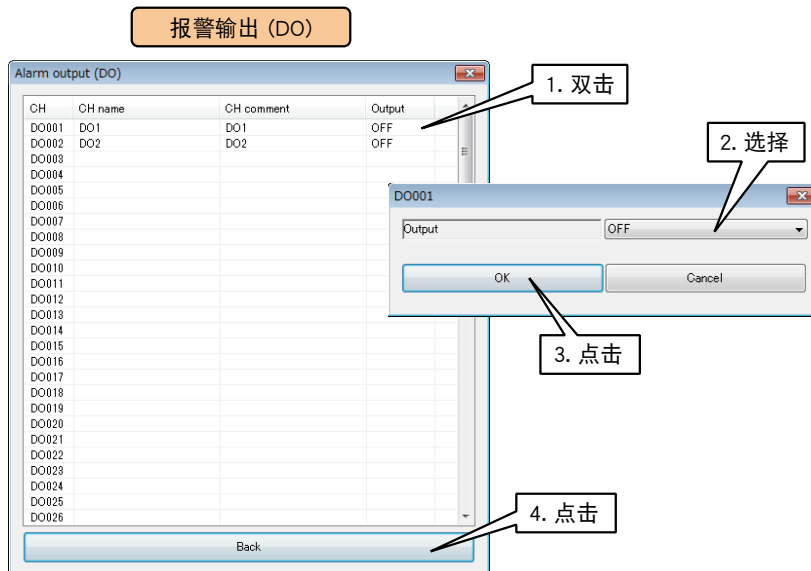 报警输出 (DO)
Alarm output (DO)
CH CH name CH comment Output
DO001 DO1 DO1 OFF
DO002 DO2 DO2 OFF
DO003
DO004
DO005
DO006
DO007
DO008
DO009
DO010
DO011
DO012
DO013
DO014
DO015
DO016
DO017
DO018
DO019
DO020
DO021
DO022
DO023
DO024
DO025
DO026
Back
1. 双击
2. 选择
DO001
Output OFF
OK Cancel
3. 点击
4. 点击